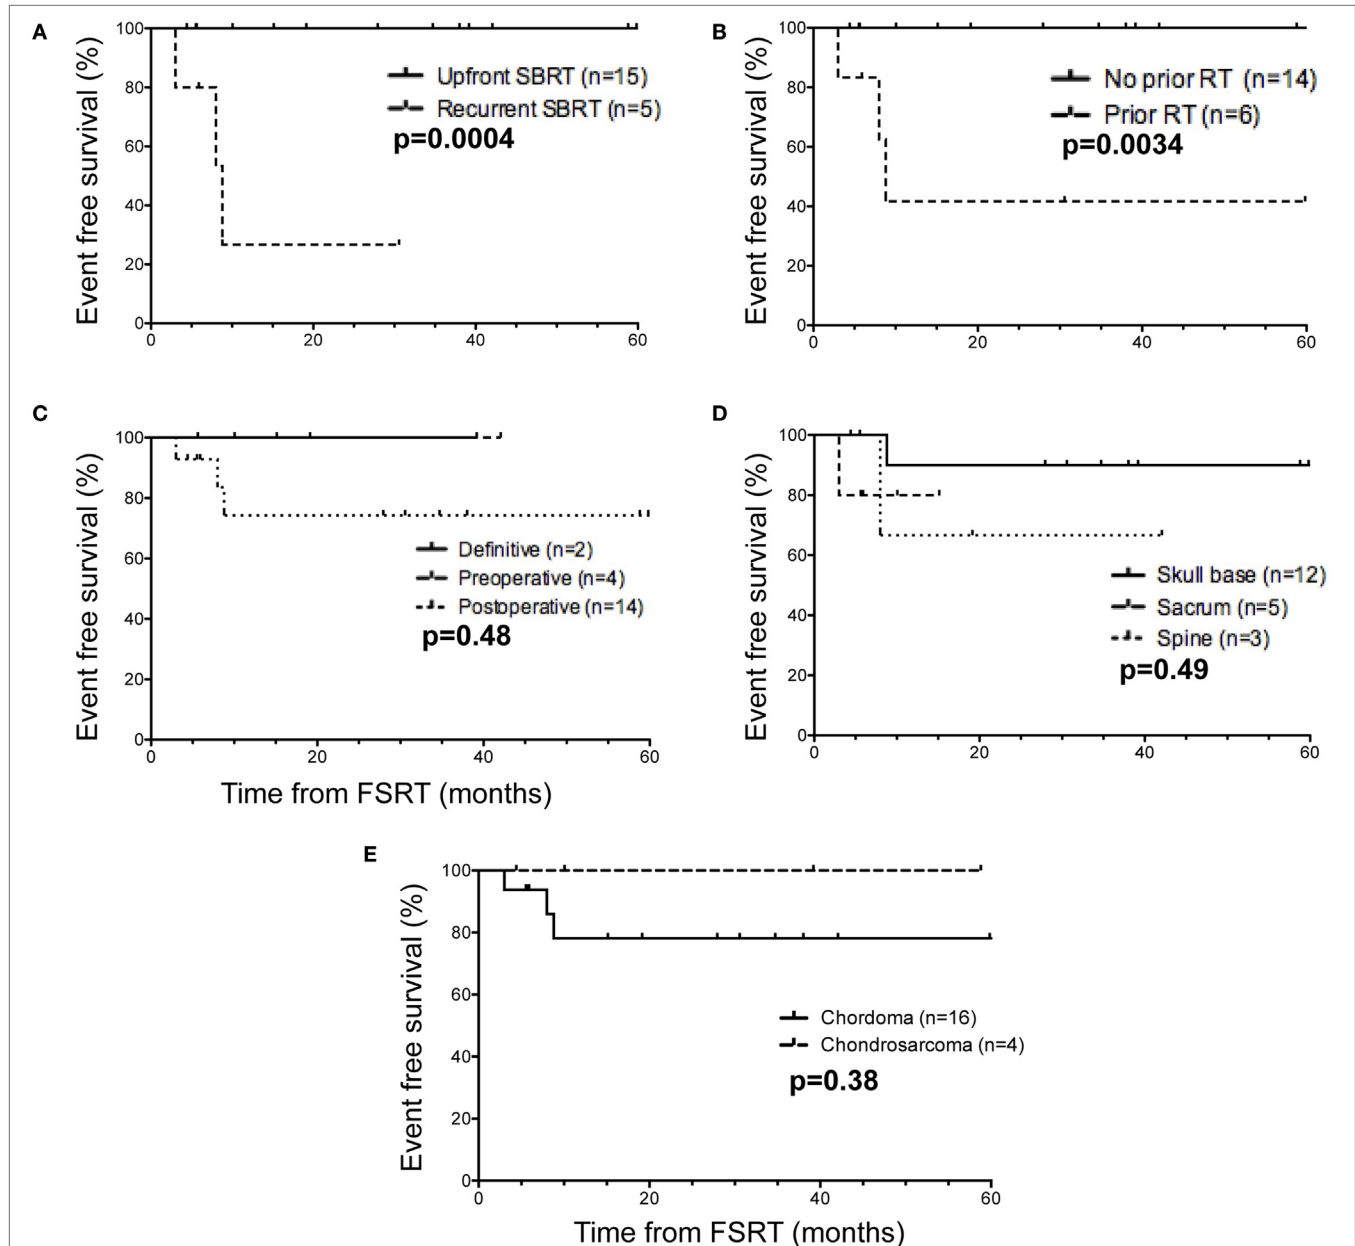 A
Event free survival (%)
100
80
60
40
20
0
0 20 40 60
Upfront SBRT (n=15)
Recurrent SBRT (n=5)
p=0.0004
B
Event free survival (%)
100
80
60
40
20
0
0 20 40 60
No prior RT (n=14)
Prior RT (n=6)
p=0.0034
C
Event free survival (%)
100
80
60
40
20
0
0 20 40 60
Definitive (n=2)
Preoperative (n=4)
Postoperative (n=14)
p=0.48
Time from FSRT (months)
D
Event free survival (%)
100
80
60
40
20
0
0 20 40 60
Skull base (n=12)
Sacrum (n=5)
Spine (n=3)
p=0.49
E
Event free survival (%)
100
80
60
40
20
0
0 20 40 60
Chordoma (n=16)
Chondrosarcoma (n=4)
p=0.38
Time from FSRT (months)